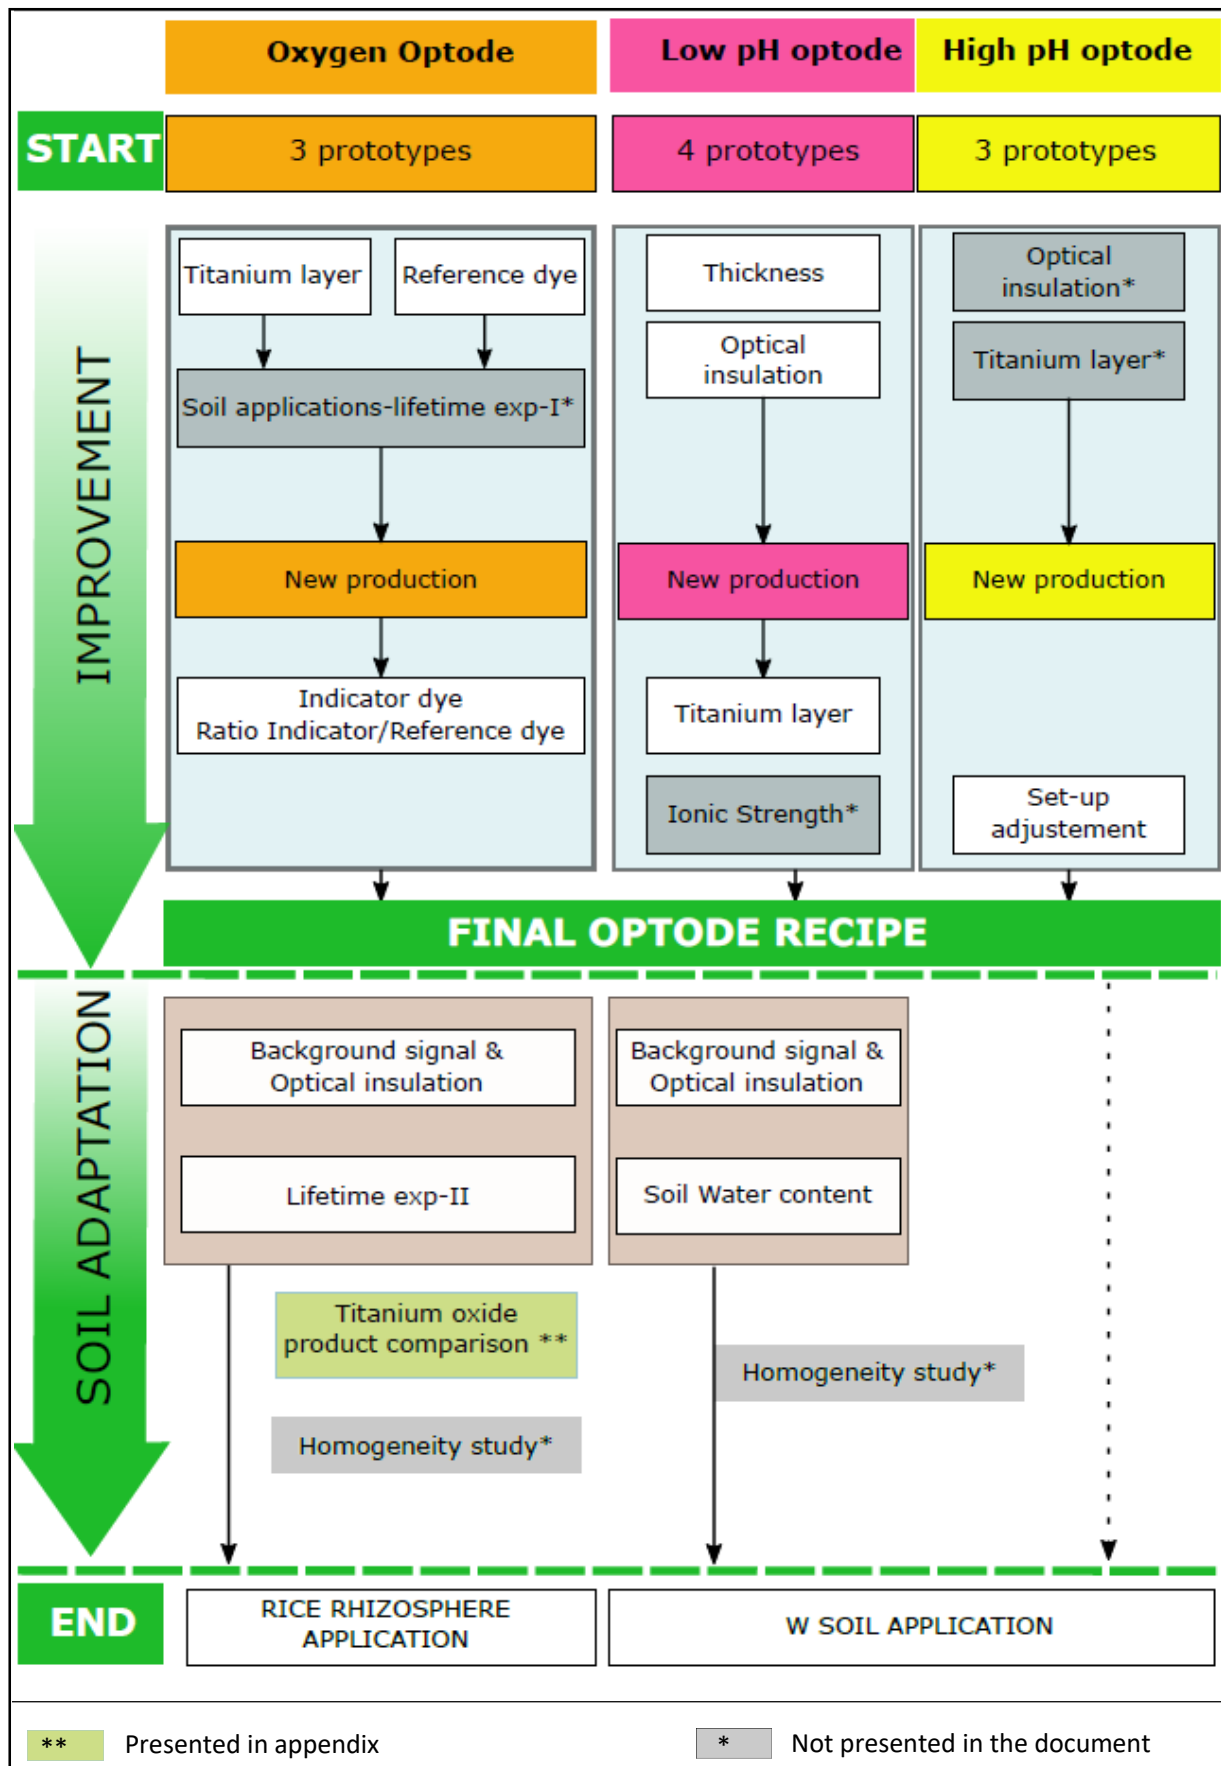 Oxygen Optode
Low pH optode
High pH optode
START
3 prototypes
4 prototypes
3 prototypes
IMPROVEMENT
Titanium layer
Reference dye
Soil applications-lifetime exp-I*
New production
Indicator dye
Ratio Indicator/Reference dye
Thickness
Optical
insulation
New production
Titanium layer
Ionic Strength*
Optical
insulation*
Titanium layer*
New production
Set-up
adjustement
FINAL OPTODE RECIPE
SOIL ADAPTATION
Background signal &
Optical insulation
Lifetime exp-II
Titanium oxide
product comparison **
Homogeneity study*
Background signal &
Optical insulation
Soil Water content
Homogeneity study*
END
RICE RHIZOSPHERE
APPLICATION
W SOIL APPLICATION
** Presented in appendix
* Not presented in the document